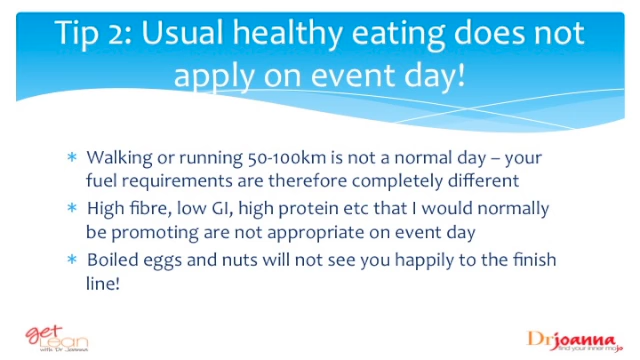 Tip 2: Usual healthy eating does not
apply on event day!
* Walking or running 50-100km is not a normal day – your
fuel requirements are therefore completely different
* High fibre, low GI, high protein etc that I would normally
be promoting are not appropriate on event day
* Boiled eggs and nuts will not see you happily to the finish
line!
get
Lean
with Dr Joanna
Drjoanna
find your inner mojo